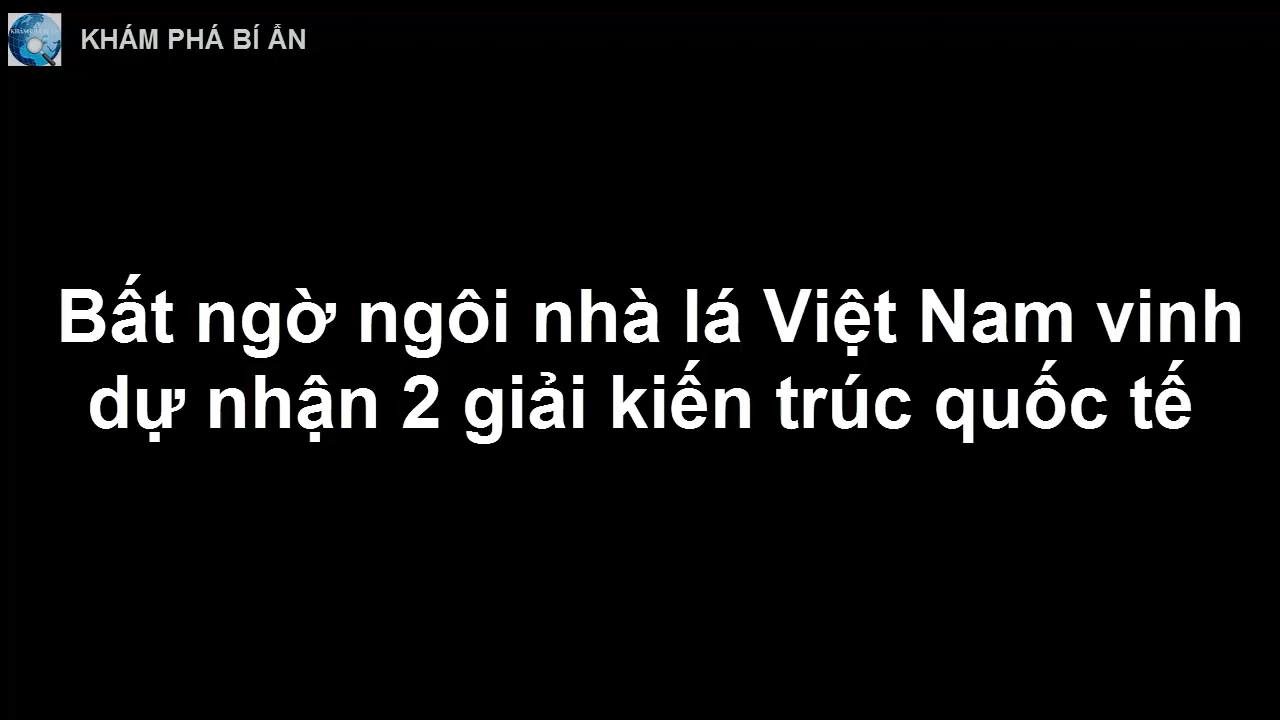 KHÁM PHÁ BÍ ẨN
Bất ngờ ngôi nhà lá Việt Nam vinh
dự nhận 2 giải kiến trúc quốc tế